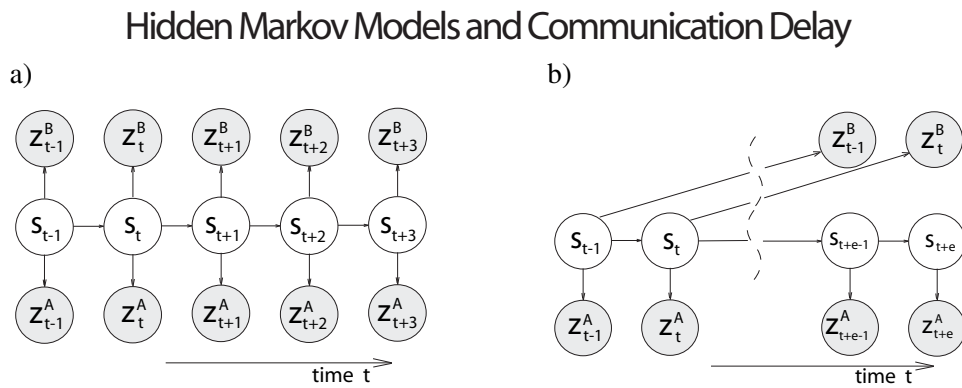 Hidden Markov Models and Communication Delay
a) b)
z^B_{t-1} z^B_t z^B_{t+1} z^B_{t+2} z^B_{t+3} z^B_{t-1} z^B_t
s_{t-1} s_t s_{t+1} s_{t+2} s_{t+3} s_{t-1} s_t s_{t+e-1} s_{t+e}
z^A_{t-1} z^A_t z^A_{t+1} z^A_{t+2} z^A_{t+3} z^A_{t-1} z^A_t z^A_{t+e-1} z^A_{t+e}
time t time t